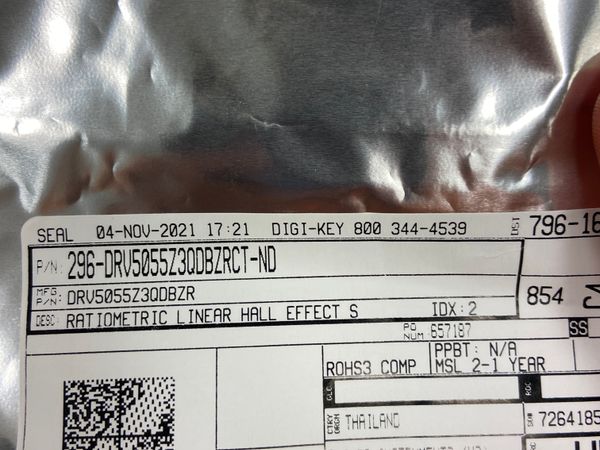 SEAL 04-NOV-2021 17:21 DIGI-KEY 800 344-4539
796-16
P/N: 296-DRV5055Z3QDBZRCT-ND
MFG P/N: DRV5055Z3QDBZR
854
DESC: RATIOMETRIC LINEAR HALL EFFECT S IDX: 2
PO NUM 657187
SS
PPBT: N/A
ROHS3 COMP MSL 2-1 YEAR
CTRY ORGN THAILAND
7264185